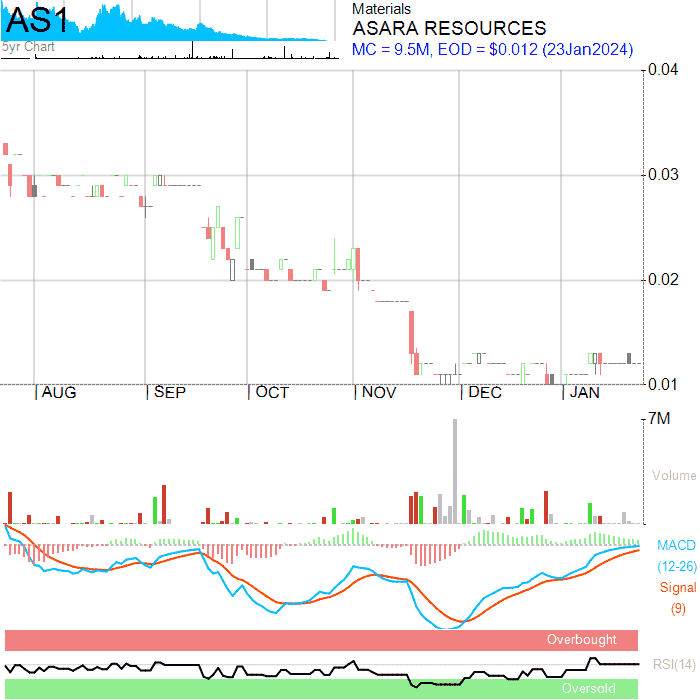 AS1
5yr Chart
Materials
ASARA RESOURCES
MC = 9.5M, EOD = $0.012 (23Jan2024)
0.04
0.03
0.02
0.01
AUG SEP OCT NOV DEC JAN
7M
Volume
MACD
(12-26)
Signal
(9)
Overbought
RSI(14)
Oversold